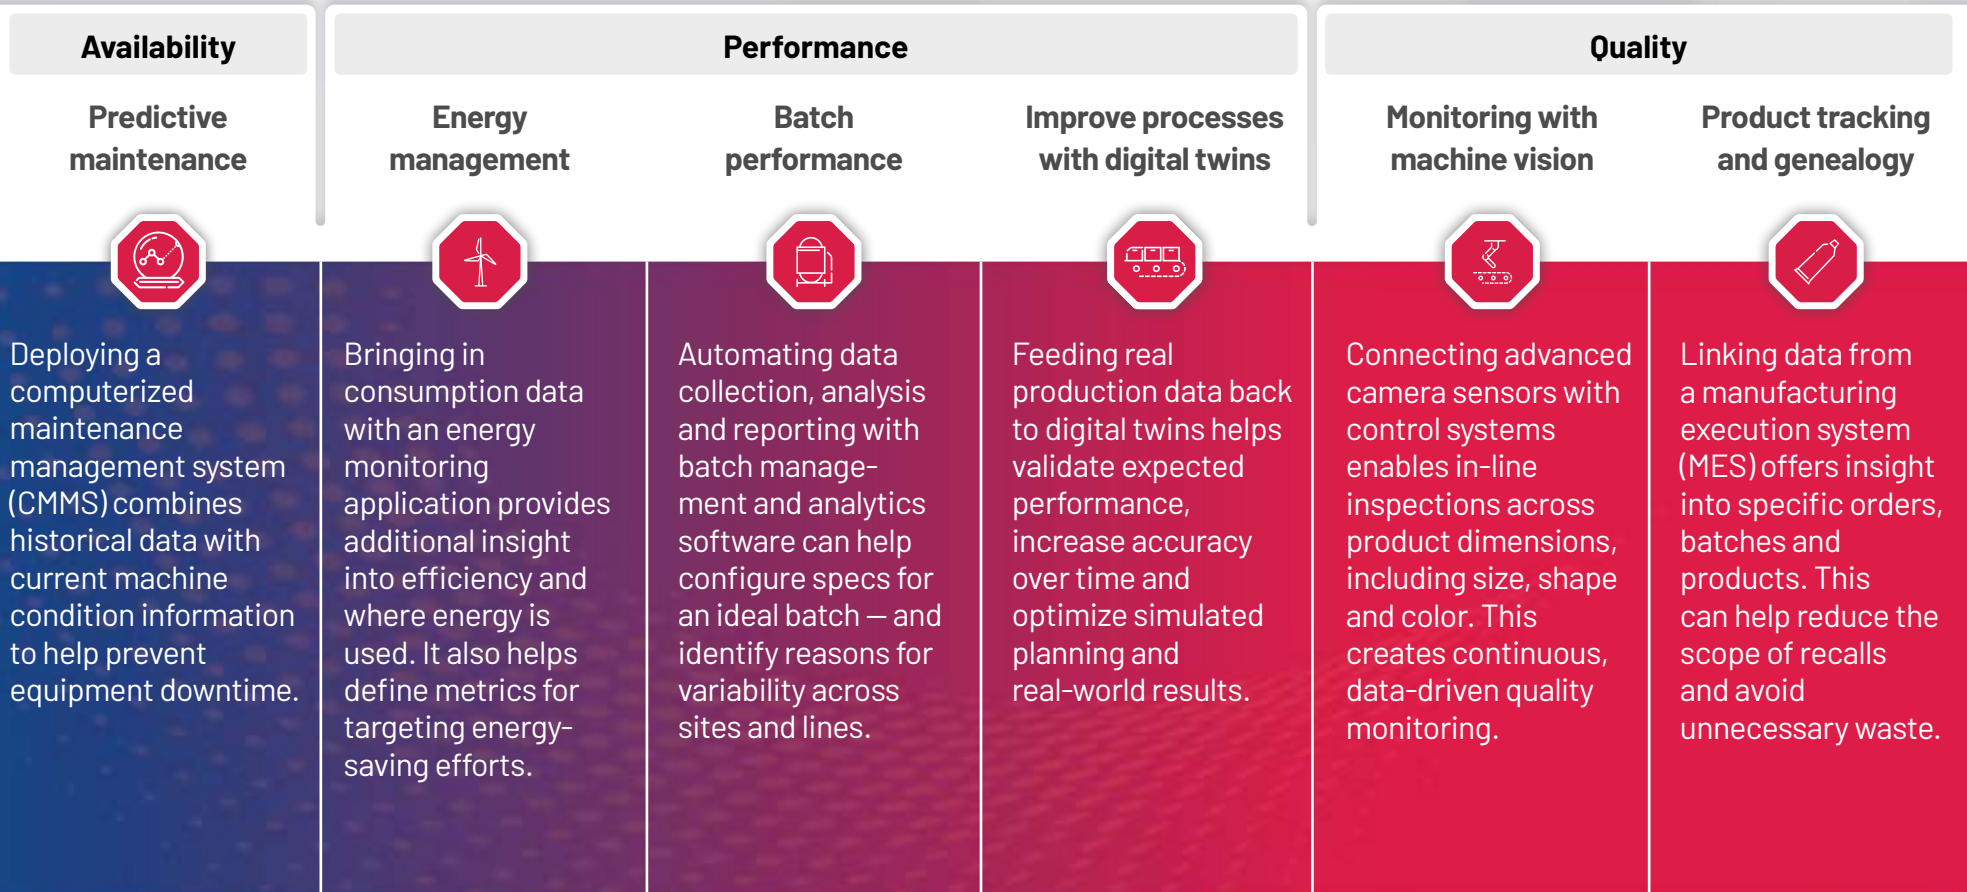 Availability
Performance
Quality
Predictive
maintenance
Energy
management
Batch
performance
Improve processes
with digital twins
Monitoring with
machine vision
Product tracking
and genealogy
Deploying a
computerized
maintenance
management system
(CMMS) combines
historical data with
current machine
condition information
to help prevent
equipment downtime.
Bringing in
consumption data
with an energy
monitoring
application provides
additional insight
into efficiency and
where energy is
used. It also helps
define metrics for
targeting energy-
saving efforts.
Automating data
collection, analysis
and reporting with
batch manage-
ment and analytics
software can help
configure specs for
an ideal batch — and
identify reasons for
variability across
sites and lines.
Feeding real
production data back
to digital twins helps
validate expected
performance,
increase accuracy
over time and
optimize simulated
planning and
real-world results.
Connecting advanced
camera sensors with
control systems
enables in-line
inspections across
product dimensions,
including size, shape
and color. This
creates continuous,
data-driven quality
monitoring.
Linking data from
a manufacturing
execution system
(MES) offers insight
into specific orders,
batches and
products. This
can help reduce the
scope of recalls
and avoid
unnecessary waste.